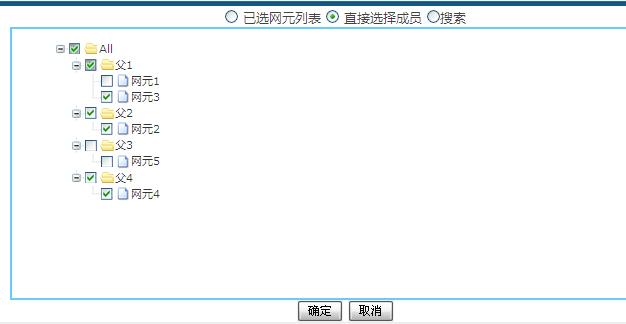 已选网元列表 直接选择成员 搜索
All
父1
网元1
网元3
父2
网元2
父3
网元5
父4
网元4
确定 取消